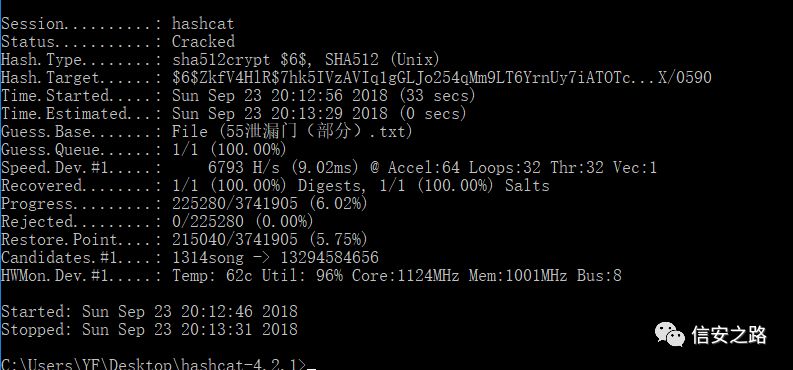 Session..........: hashcat
Status...........: Cracked
Hash.Type........: sha512crypt $6$, SHA512 (Unix)
Hash.Target......: $6$ZkfV4HlR$7hk5IVzAVIq1gGLJo254qMm9LT6YrnUy7iATOTc...X/0590
Time.Started.....: Sun Sep 23 20:12:56 2018 (33 secs)
Time.Estimated...: Sun Sep 23 20:13:29 2018 (0 secs)
Guess.Base.......: File (55泄漏门（部分）.txt)
Guess.Queue......: 1/1 (100.00%)
Speed.Dev.#1.....:     6793 H/s (9.02ms) @ Accel:64 Loops:32 Thr:32 Vec:1
Recovered........: 1/1 (100.00%) Digests, 1/1 (100.00%) Salts
Progress.........: 225280/3741905 (6.02%)
Rejected.........: 0/225280 (0.00%)
Restore.Point....: 215040/3741905 (5.75%)
Candidates.#1....: 1314song -> 13294584656
HWMon.Dev.#1.....: Temp: 62c Util: 96% Core:1124MHz Mem:1001MHz Bus:8
Started: Sun Sep 23 20:12:46 2018
Stopped: Sun Sep 23 20:13:31 2018
信安之路
C:\Users\YF\Desktop\hashcat-4.2.1>